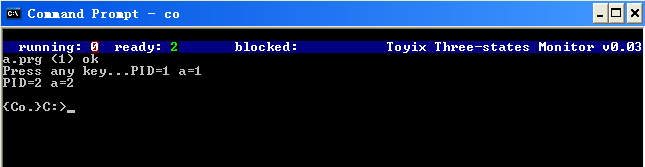 Command Prompt - co
running: 0 ready: 2 blocked: Toyix Three-states Monitor v0.03
a.prg (1) ok
Press any key...PID=1 a=1
PID=2 a=2
{Co.}C:>_